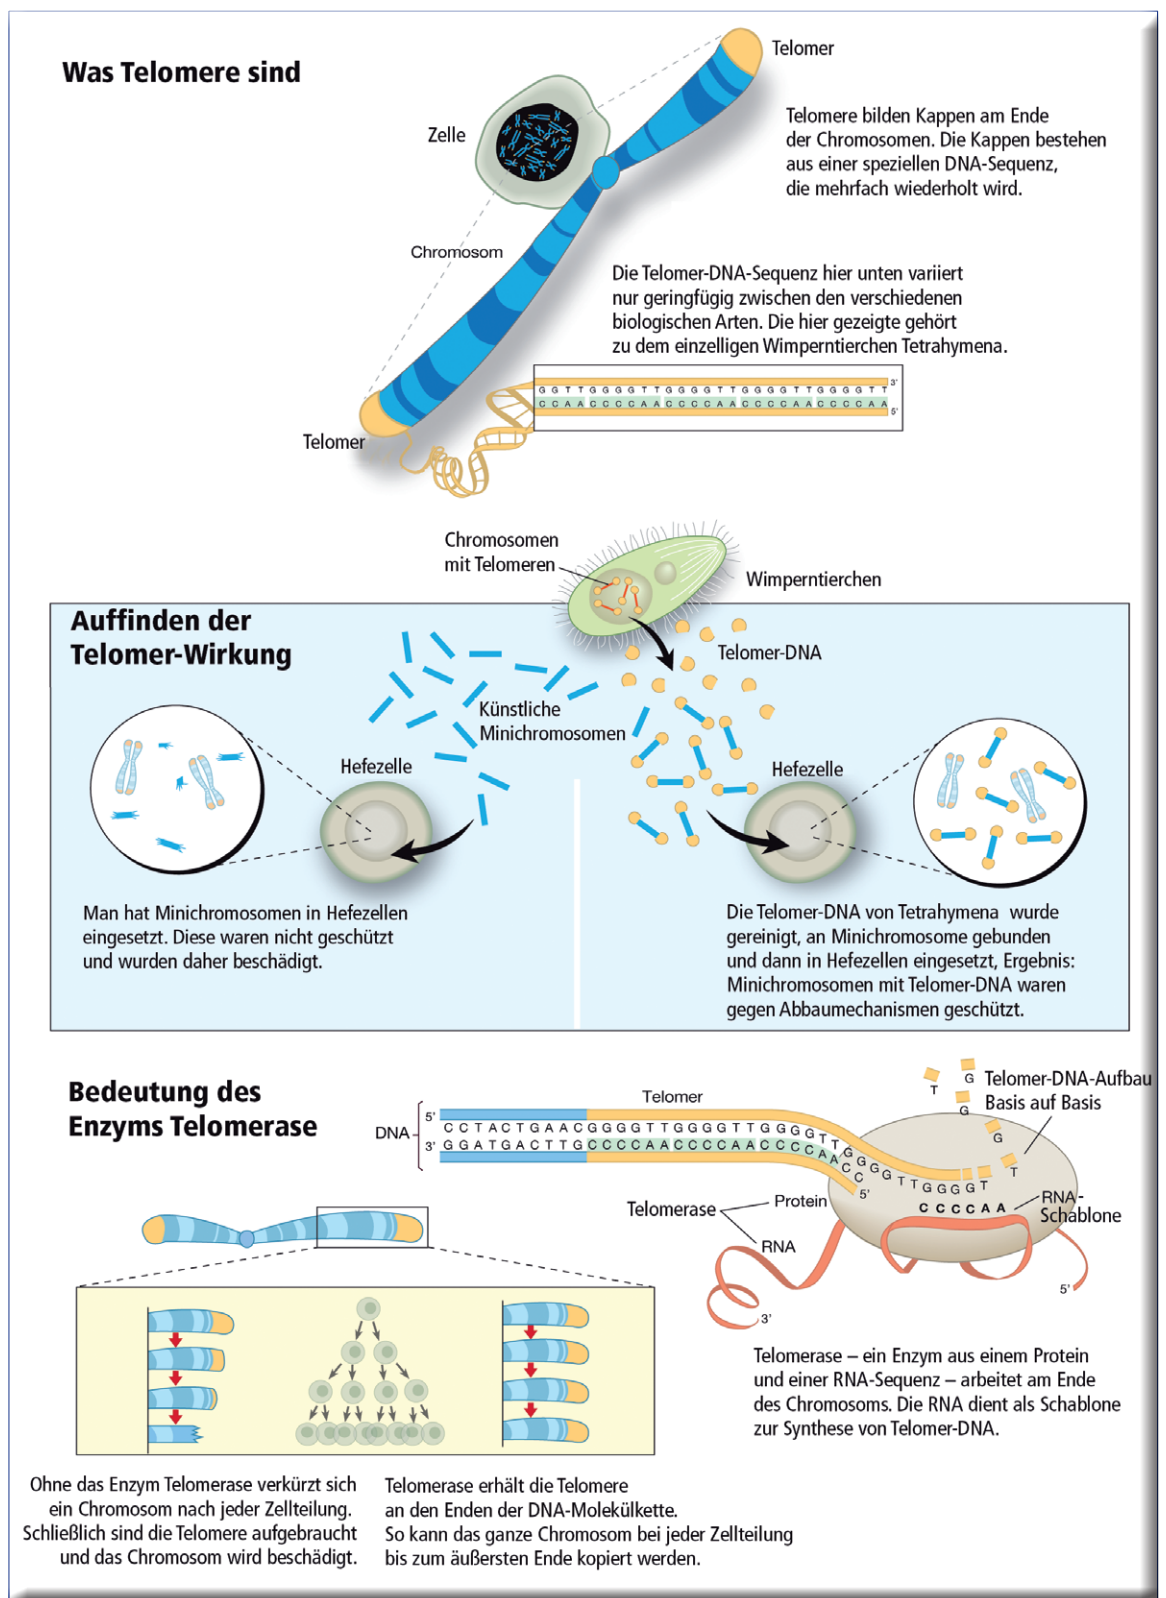 Was Telomere sind
Telomer
Zelle
Telomere bilden Kappen am Ende
der Chromosomen. Die Kappen bestehen
aus einer speziellen DNA-Sequenz,
die mehrfach wiederholt wird.
Chromosom
Die Telomer-DNA-Sequenz hier unten variiert
nur geringfügig zwischen den verschiedenen
biologischen Arten. Die hier gezeigte gehört
zu dem einzelligen Wimperntierchen Tetrahymena.
3'
G G T T G G G G T T G G G G T T G G G G T T G G G G T T
C C A A C C C C A A C C C C A A C C C C A A C C C C A A
5'
Telomer
Chromosomen
mit Telomeren
Wimperntierchen
Auffinden der
Telomer-Wirkung
Telomer-DNA
Künstliche
Minichromosomen
Hefezelle
Hefezelle
Man hat Minichromosomen in Hefezellen
eingesetzt. Diese waren nicht geschützt
und wurden daher beschädigt.
Die Telomer-DNA von Tetrahymena wurde
gereinigt, an Minichromosome gebunden
und dann in Hefezellen eingesetzt, Ergebnis:
Minichromosomen mit Telomer-DNA waren
gegen Abbaumechanismen geschützt.
Bedeutung des
Enzyms Telomerase
Telomer
T
G
G
G
T
Telomer-DNA-Aufbau
Basis auf Basis
DNA
5'
C C T A C T G A A C G G G G T T G G G G T T G G G G T T G G G G T T G G G G T
3'
G G A T G A C T T G C C C C A A C C C C A A C C C C A A C C
5'
C C C C A A
RNA-
Schablone
Telomerase
Protein
RNA
5'
3'
Telomerase – ein Enzym aus einem Protein
und einer RNA-Sequenz – arbeitet am Ende
des Chromosoms. Die RNA dient als Schablone
zur Synthese von Telomer-DNA.
Ohne das Enzym Telomerase verkürzt sich
ein Chromosom nach jeder Zellteilung.
Schließlich sind die Telomere aufgebraucht
und das Chromosom wird beschädigt.
Telomerase erhält die Telomere
an den Enden der DNA-Molekülkette.
So kann das ganze Chromosom bei jeder Zellteilung
bis zum äußersten Ende kopiert werden.